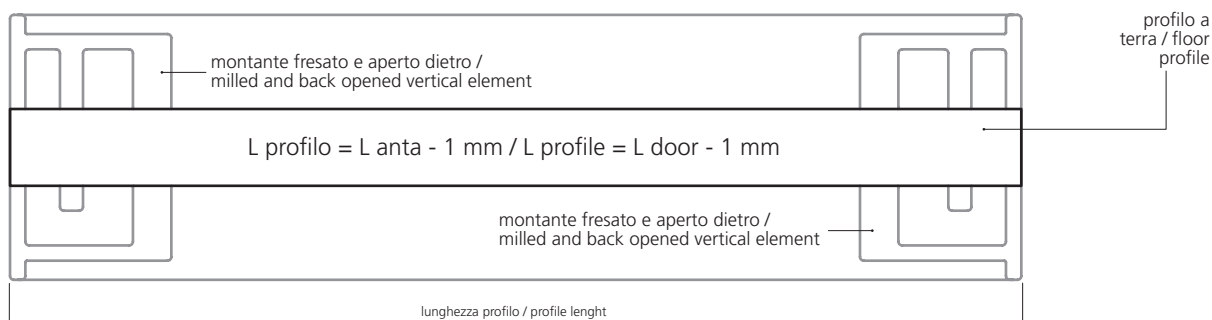 profilo a
terra / floor
profile
montante fresato e aperto dietro /
milled and back opened vertical element
L profilo = L anta - 1 mm / L profile = L door - 1 mm
montante fresato e aperto dietro /
milled and back opened vertical element
lunghezza profilo / profile lenght